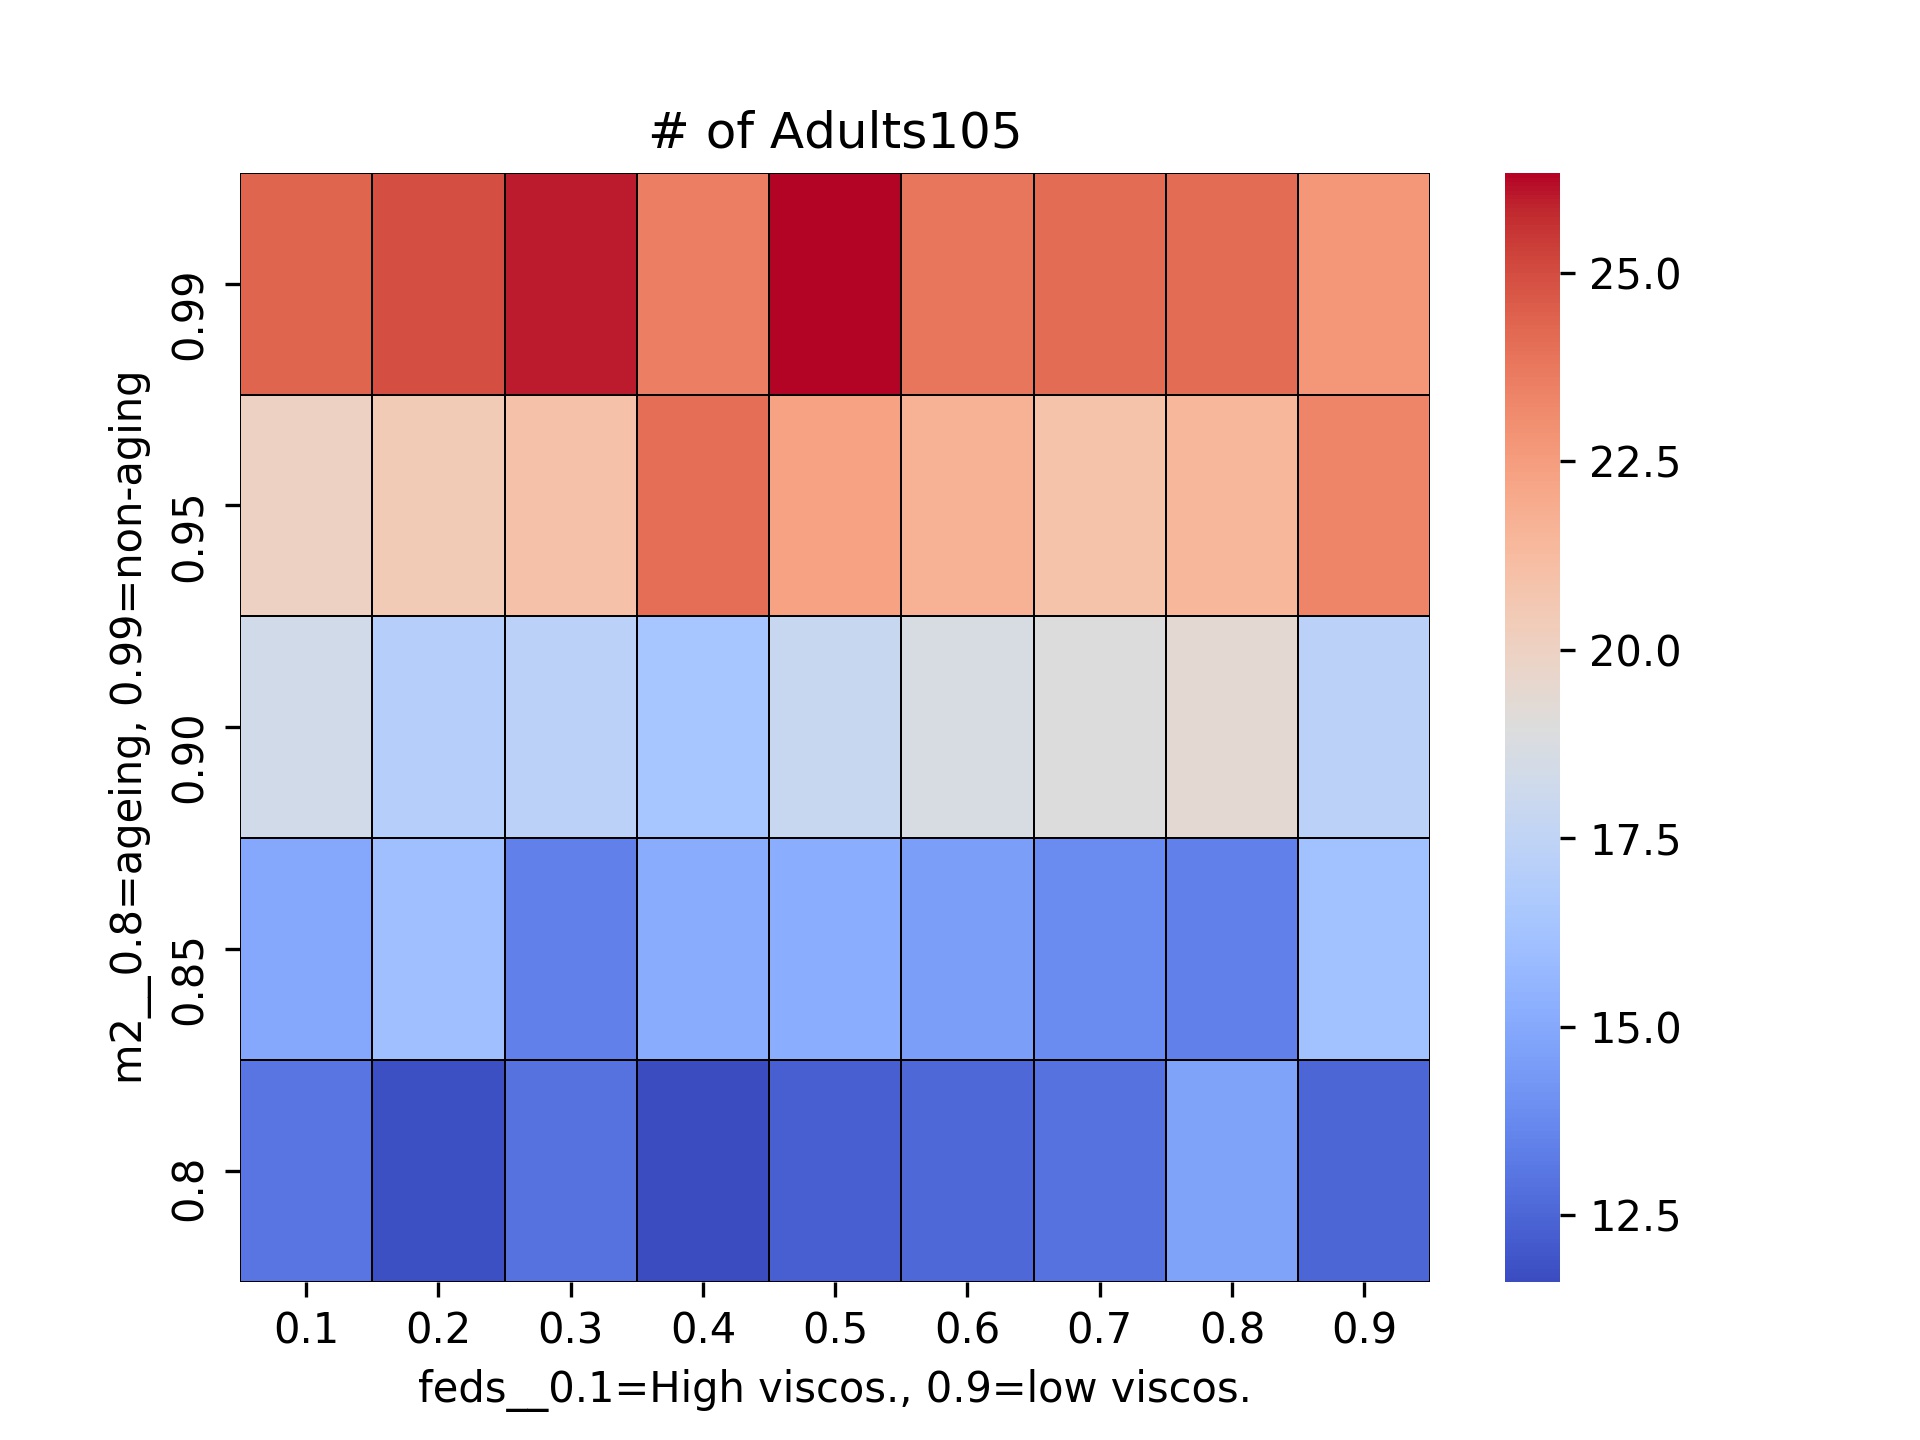 # of Adults105
m2__0.8=ageing, 0.99=non-aging
0.99
0.95
0.90
0.85
0.8
0.1 0.2 0.3 0.4 0.5 0.6 0.7 0.8 0.9
feds__0.1=High viscos., 0.9=low viscos.
25.0
22.5
20.0
17.5
15.0
12.5